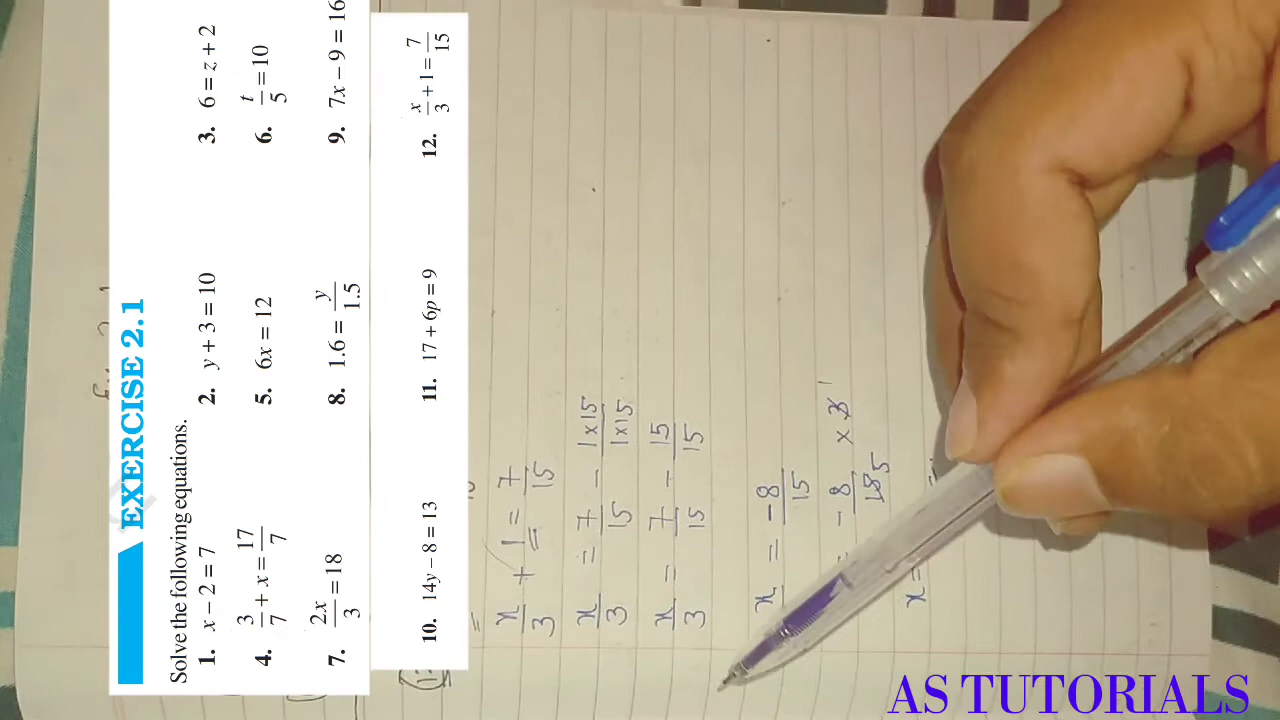 EXERCISE 2.1
Solve the following equations.
1. x − 2 = 7
2. y + 3 = 10
3. 6 = z + 2
4. 3/7 + x = 17/7
5. 6x = 12
6. t/5 = 10
7. 2x/3 = 18
8. 1.6 = y/1.5
9. 7x − 9 = 16
10. 14y − 8 = 13
11. 17 + 6p = 9
12. x/3 + 1 = 7/15
x/3 + 1 = 7/15
x/3 = 7/15 − 1×15/1×15
x/3 = 7/15 − 15/15
x = −8/15
−8/15 5 × 3 1
x =
AS TUTORIALS